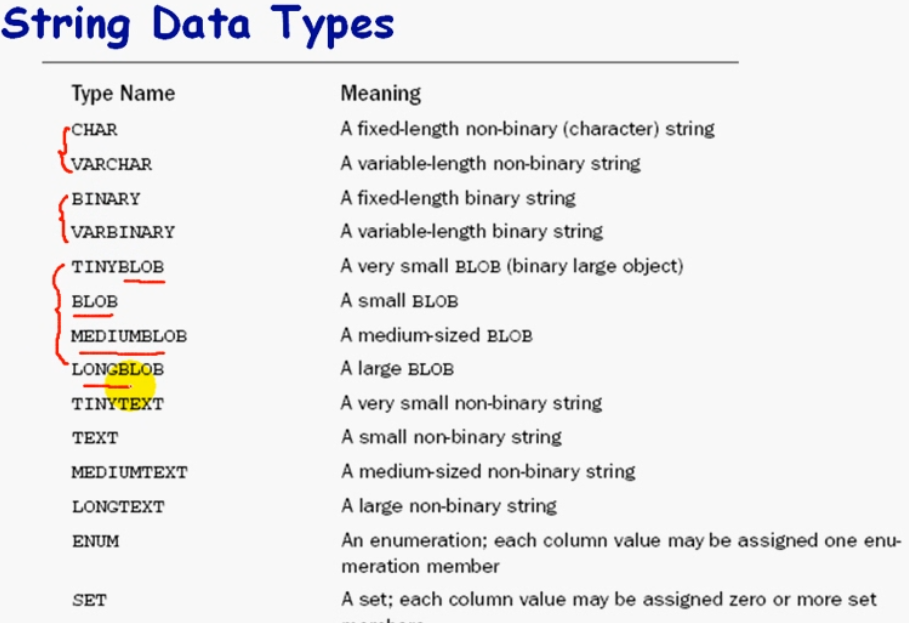 String Data Types
Type Name Meaning
CHAR A fixed-length non-binary (character) string
VARCHAR A variable-length non-binary string
BINARY A fixed-length binary string
VARBINARY A variable-length binary string
TINYBLOB A very small BLOB (binary large object)
BLOB A small BLOB
MEDIUMBLOB A medium-sized BLOB
LONGBLOB A large BLOB
TINYTEXT A very small non-binary string
TEXT A small non-binary string
MEDIUMTEXT A medium-sized non-binary string
LONGTEXT A large non-binary string
ENUM An enumeration; each column value may be assigned one enu-
meration member
SET A set; each column value may be assigned zero or more set